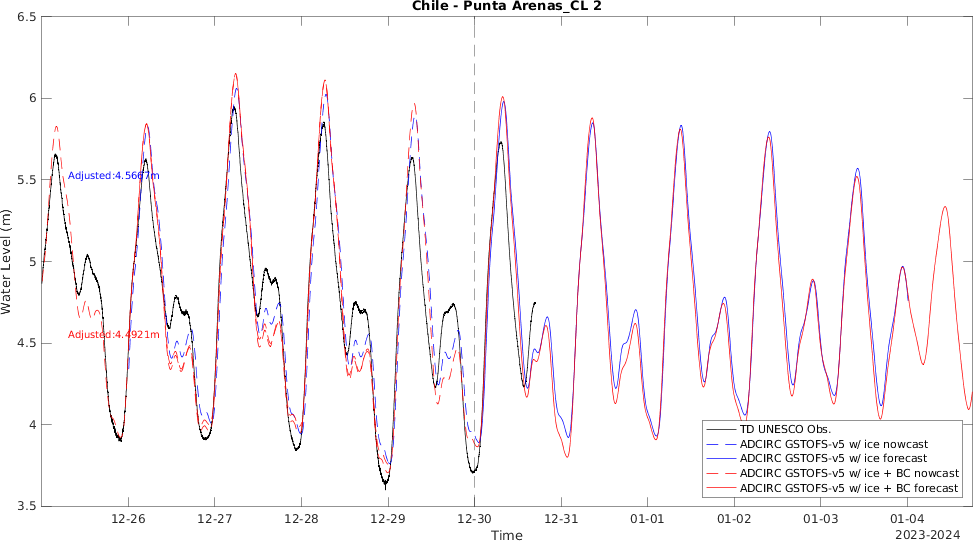 Chile - Punta Arenas_CL 2
6.5
6
5.5
5
4.5
4
3.5
Water Level (m)
Adjusted:4.5667m
Adjusted:4.4921m
TD UNESCO Obs.
ADCIRC GSTOFS-v5 w/ ice nowcast
ADCIRC GSTOFS-v5 w/ ice forecast
ADCIRC GSTOFS-v5 w/ ice + BC nowcast
ADCIRC GSTOFS-v5 w/ ice + BC forecast
12-26 12-27 12-28 12-29 12-30 12-31 01-01 01-02 01-03 01-04
Time
2023-2024